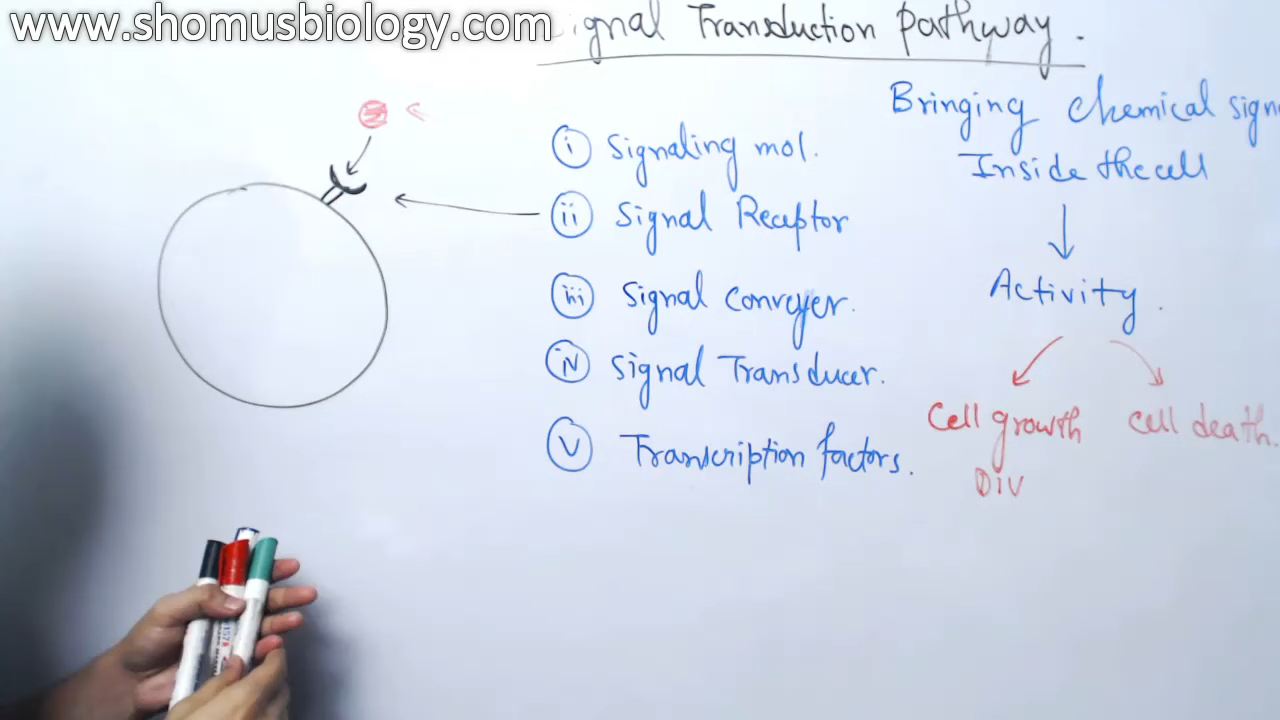 www.shomusbiology.com
Signal Transduction Pathway.
Bringing Chemical sign
Inside the cell
Activity.
Cell growth
Div
Cell death.
i Signaling mol.
ii Signal Receptor
iii Signal Conveyer.
iv Signal Transducer.
v Transcription factors.